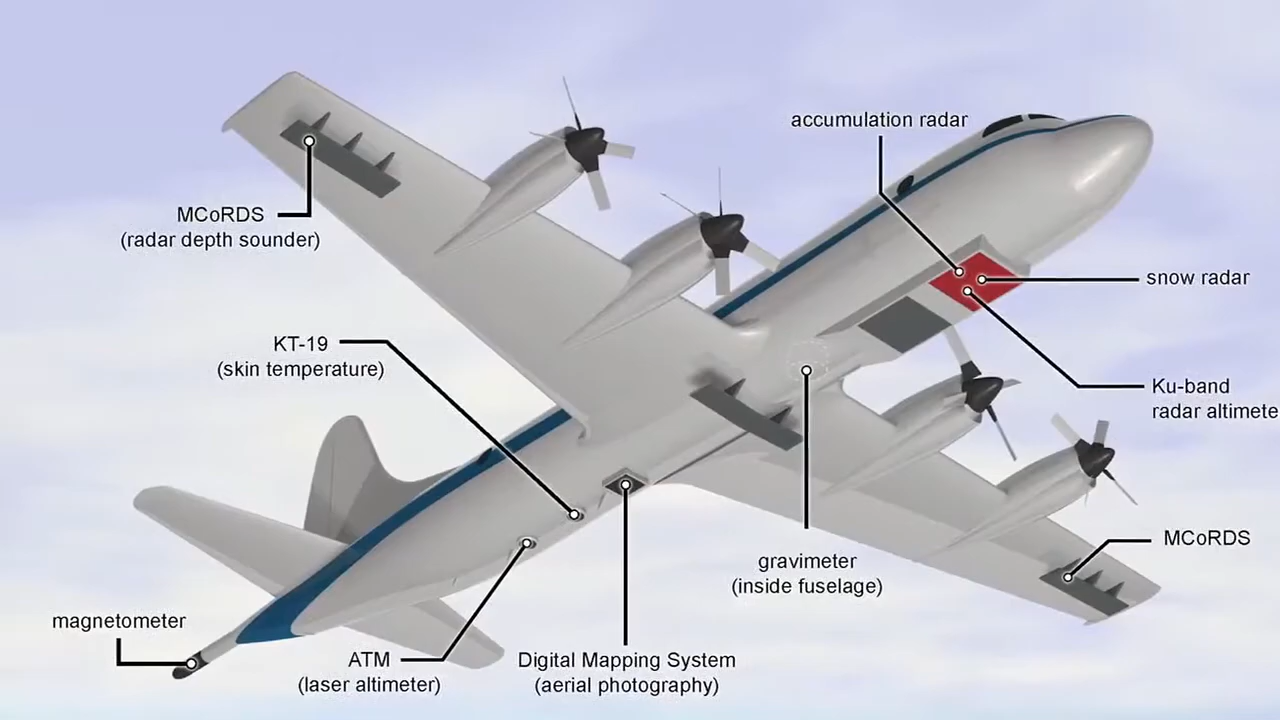 accumulation radar
MCoRDS
(radar depth sounder)
snow radar
KT-19
(skin temperature)
Ku-band
radar altimete
MCoRDS
gravimeter
(inside fuselage)
magnetometer
ATM
(laser altimeter)
Digital Mapping System
(aerial photography)